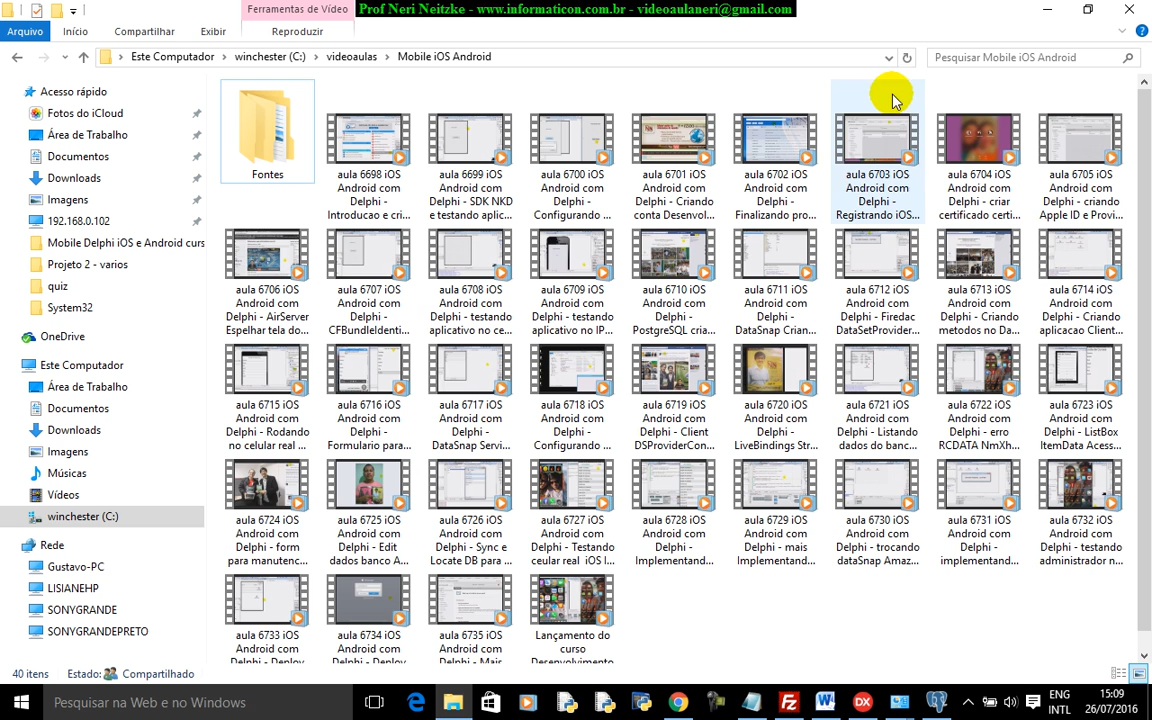 Fermentas de Vídeo
Prof Neri Neitzke - www.informaticon.com.br - videoaulaneri@gmail.com
Arquivo Início Compartilhar Exibir Reproduzir
Este Computador winchester (C:) videoaulas Mobile iOS Android
Pesquisar Mobile iOS Android
Acesso rápido
Fotos do iCloud
Área de Trabalho
Documentos
Downloads
Imagens
192.168.0.102
Mobile Delphi iOS e Android curs
Projeto 2 - varios
quiz
System32
OneDrive
Este Computador
Área de Trabalho
Documentos
Downloads
Imagens
Músicas
Vídeos
winchester (C:)
Rede
Gustavo-PC
LISIANEHP
SONYGRANDE
SONYGRANDEPRETO
Fontes
aula 6698 iOS
Android com
Delphi -
Introducao e cri...
aula 6699 iOS
Android com
Delphi - SDK NKD
e testando aplic...
aula 6700 iOS
Android com
Delphi -
Configurando ...
aula 6701 iOS
Android com
Delphi - Criando
conta Desenvol...
aula 6702 iOS
Android com
Delphi -
Finalizando pro...
aula 6703 iOS
Android com
Delphi -
Registrando iOS...
aula 6704 iOS
Android com
Delphi - criar
certificado certi...
aula 6705 iOS
Android com
Delphi - criando
Apple ID e Provi...
aula 6706 iOS
Android com
Delphi - AirServer
Espelhar tela do...
aula 6707 iOS
Android com
Delphi -
CFBundleIdenti...
aula 6708 iOS
Android com
Delphi - testando
aplicativo no ce...
aula 6709 iOS
Android com
Delphi - testando
aplicativo no IP...
aula 6710 iOS
Android com
Delphi -
PostgreSQL cria...
aula 6711 iOS
Android com
Delphi -
DataSnap Crian...
aula 6712 iOS
Android com
Delphi - Firedac
DataSetProvider...
aula 6713 iOS
Android com
Delphi - Criando
metodos no Da...
aula 6714 iOS
Android com
Delphi - Criando
aplicacao Client...
aula 6715 iOS
Android com
Delphi - Rodando
no celular real ...
aula 6716 iOS
Android com
Delphi -
Formulario para...
aula 6717 iOS
Android com
Delphi -
DataSnap Servi...
aula 6718 iOS
Android com
Delphi -
Configurando ...
aula 6719 iOS
Android com
Delphi - Client
DSProviderCon...
aula 6720 iOS
Android com
Delphi -
LiveBindings Str...
aula 6721 iOS
Android com
Delphi - Listando
dados do banc...
aula 6722 iOS
Android com
Delphi - erro
RCDATA NmXh...
aula 6723 iOS
Android com
Delphi - ListBox
ItemData Acess...
aula 6724 iOS
Android com
Delphi - form
para manutenc...
aula 6725 iOS
Android com
Delphi - Edit
dados banco A...
aula 6726 iOS
Android com
Delphi - Sync e
Locate DB para ...
aula 6727 iOS
Android com
Delphi - Testando
ceular real iOS I...
aula 6728 iOS
Android com
Delphi -
Implementand...
aula 6729 iOS
Android com
Delphi - mais
Implementand...
aula 6730 iOS
Android com
Delphi - trocando
dataSnap Amaz...
aula 6731 iOS
Android com
Delphi -
implementand...
aula 6732 iOS
Android com
Delphi - testando
administrador n...
aula 6733 iOS
Android com
Delphi - Deploy
aula 6734 iOS
Android com
Delphi - Deploy
aula 6735 iOS
Android com
Delphi - Mais
Lançamento do
curso
Desenvolvimento
40 itens Estado: Compartilhado
Pesquisar na Web e no Windows
ENG
INTL
15:09
26/07/2016